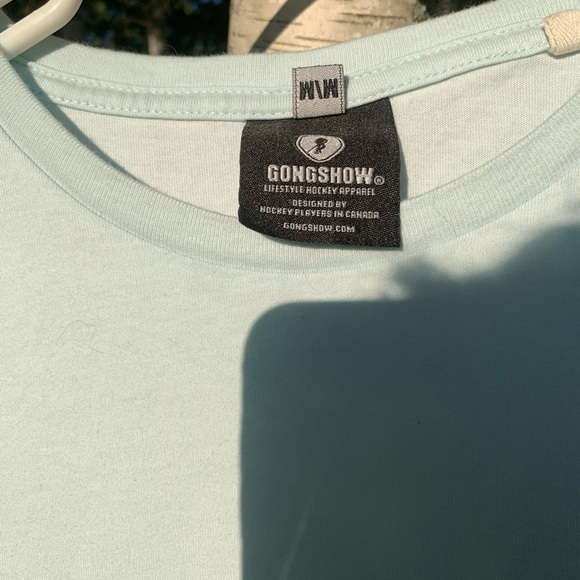 M/M
GONGSHOW®
LIFESTYLE HOCKEY APPAREL
DESIGNED BY
HOCKEY PLAYERS IN CANADA
GONGSHOW.COM